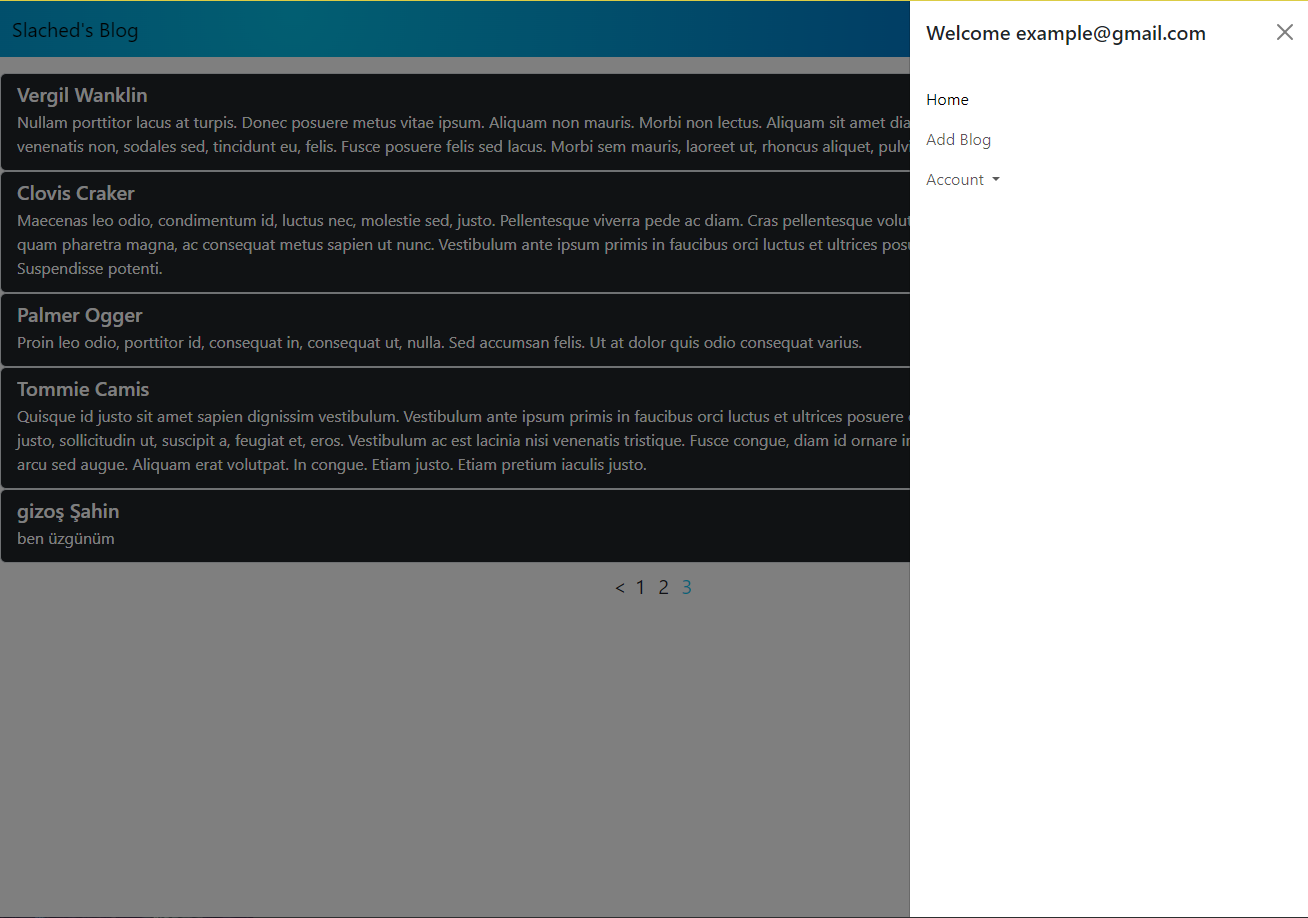 Slached's Blog
Welcome example@gmail.com
Home
Add Blog
Account
Vergil Wanklin
Nullam porttitor lacus at turpis. Donec posuere metus vitae ipsum. Aliquam non mauris. Morbi non lectus. Aliquam sit amet
venenatis non, sodales sed, tincidunt eu, felis. Fusce posuere felis sed lacus. Morbi sem mauris, laoreet ut, rhoncus aliquet,
Clovis Craker
Maecenas leo odio, condimentum id, luctus nec, molestie sed, justo. Pellentesque viverra pede ac diam. Cras pellentesque
quam pharetra magna, ac consequat metus sapien ut nunc. Vestibulum ante ipsum primis in faucibus orci luctus et ultrices
Suspendisse potenti.
Palmer Ogger
Proin leo odio, porttitor id, consequat in, consequat ut, nulla. Sed accumsan felis. Ut at dolor quis odio consequat varius.
Tommie Camis
Quisque id justo sit amet sapien dignissim vestibulum. Vestibulum ante ipsum primis in faucibus orci luctus et ultrices posuere
justo, sollicitudin ut, suscipit a, feugiat et, eros. Vestibulum ac est lacinia nisi venenatis tristique. Fusce congue, diam id ornare
arcu sed augue. Aliquam erat volutpat. In congue. Etiam justo. Etiam pretium iaculis justo.
gizoş Şahin
ben üzgünüm
< 1 2 3